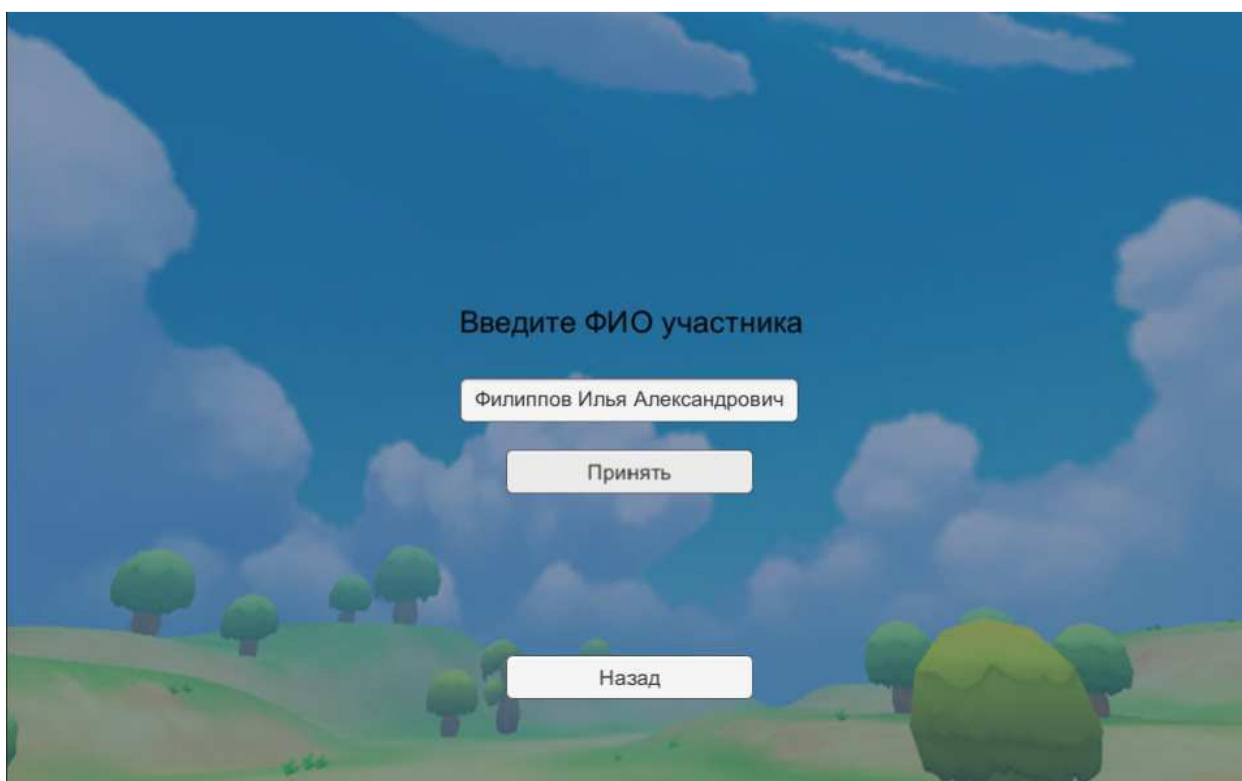 Введите ФИО участника
Филиппов Илья Александрович
Принять
Назад